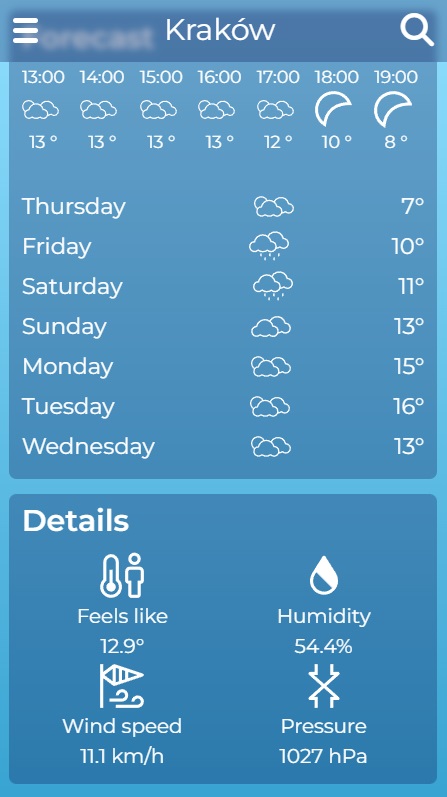 Forecast
Kraków
13:00 14:00 15:00 16:00 17:00 18:00 19:00
13 ° 13 ° 13 ° 13 ° 12 ° 10 ° 8 °
Thursday 7°
Friday 10°
Saturday 11°
Sunday 13°
Monday 15°
Tuesday 16°
Wednesday 13°
Details
Feels like Humidity
12.9° 54.4%
Wind speed Pressure
11.1 km/h 1027 hPa